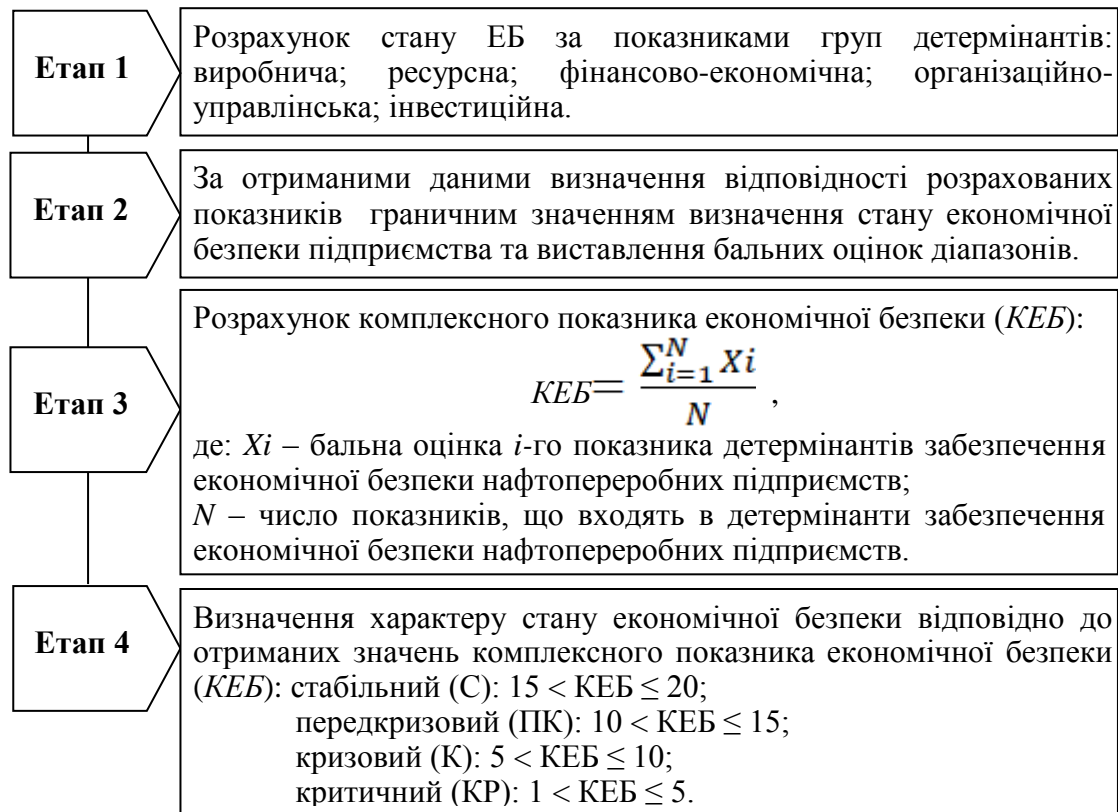 Етап 1
Розрахунок стану ЕБ за показниками груп детермінантів:
виробнича; ресурсна; фінансово-економічна; організаційно-
управлінська; інвестиційна.
Етап 2
За отриманими даними визначення відповідності розрахованих
показників граничним значенням визначення стану економічної
безпеки підприємства та виставлення бальних оцінок діапазонів.
Етап 3
Розрахунок комплексного показника економічної безпеки (КЕБ):
КЕБ= \frac{\sum_{i=1}^{N} Xi}{N} ,
де: Xi – бальна оцінка i-го показника детермінантів забезпечення
економічної безпеки нафтопереробних підприємств;
N – число показників, що входять в детермінанти забезпечення
економічної безпеки нафтопереробних підприємств.
Етап 4
Визначення характеру стану економічної безпеки відповідно до
отриманих значень комплексного показника економічної безпеки
(КЕБ): стабільний (С): 15 < КЕБ ≤ 20;
передкризовий (ПК): 10 < КЕБ ≤ 15;
кризовий (К): 5 < КЕБ ≤ 10;
критичний (КР): 1 < КЕБ ≤ 5.